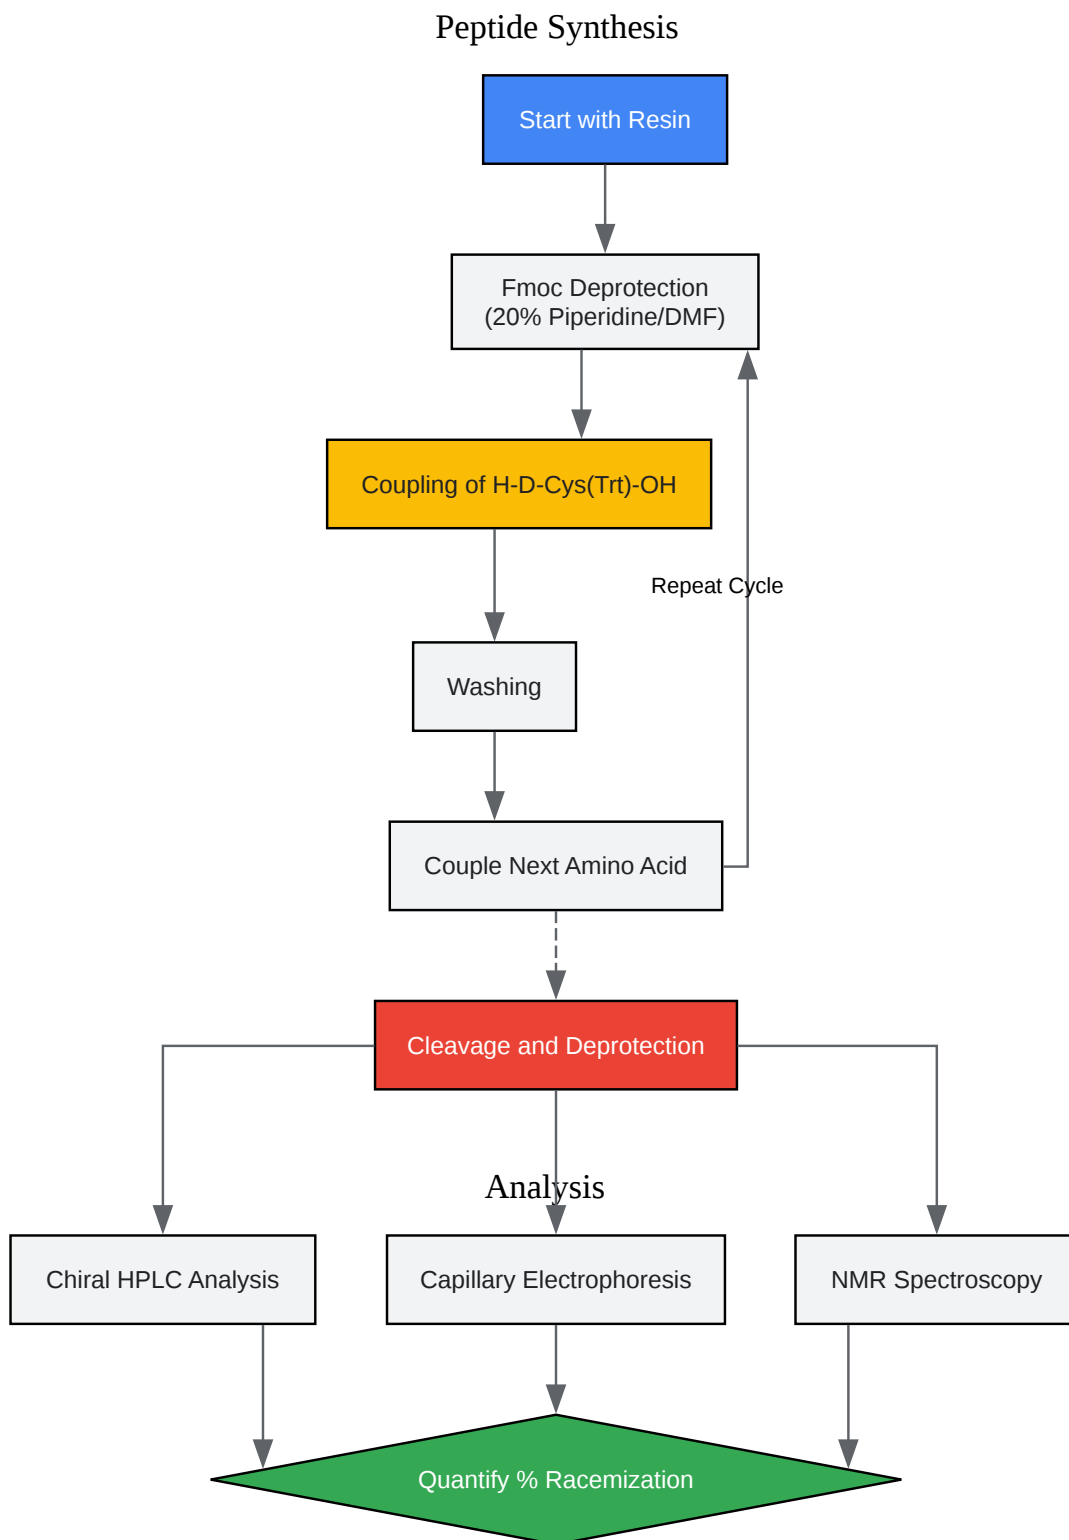 Peptide Synthesis
Start with Resin
Fmoc Deprotection
(20% Piperidine/DMF)
Coupling of H-D-Cys(Trt)-OH
Repeat Cycle
Washing
Couple Next Amino Acid
Cleavage and Deprotection
Analysis
Chiral HPLC Analysis
Capillary Electrophoresis
NMR Spectroscopy
Quantify % Racemization